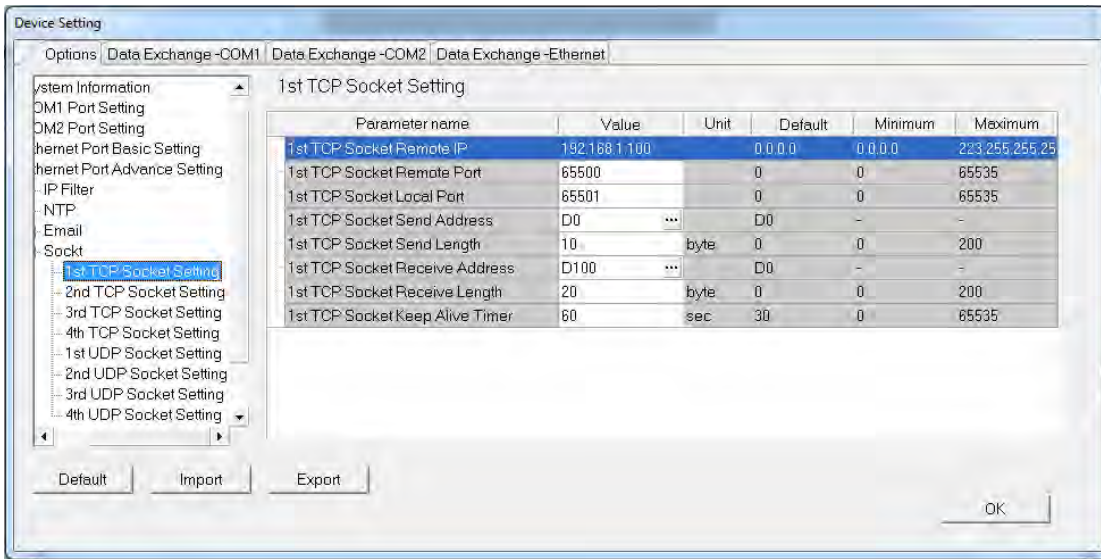 Device Setting
Options Data Exchange -COM1 Data Exchange -COM2 Data Exchange -Ethernet
ystem Information
OM1 Port Setting
OM2 Port Setting
hernet Port Basic Setting
hernet Port Advance Setting
IP Filter
NTP
Email
Sockt
1st TCP Socket Setting
2nd TCP Socket Setting
3rd TCP Socket Setting
4th TCP Socket Setting
1st UDP Socket Setting
2nd UDP Socket Setting
3rd UDP Socket Setting
4th UDP Socket Setting
1st TCP Socket Setting
Parameter name Value Unit Default Minimum Maximum
1st TCP Socket Remote IP 192.168.1.100 0.0.0.0 0.0.0.0 223.255.255.25
1st TCP Socket Remote Port 65500 0 0 65535
1st TCP Socket Local Port 65501 0 0 65535
1st TCP Socket Send Address D0 ... D0 - -
1st TCP Socket Send Length 10 byte 0 0 200
1st TCP Socket Receive Address D100 ... D0 - -
1st TCP Socket Receive Length 20 byte 0 0 200
1st TCP Socket Keep Alive Timer 60 sec 30 0 65535
Default Import Export
OK